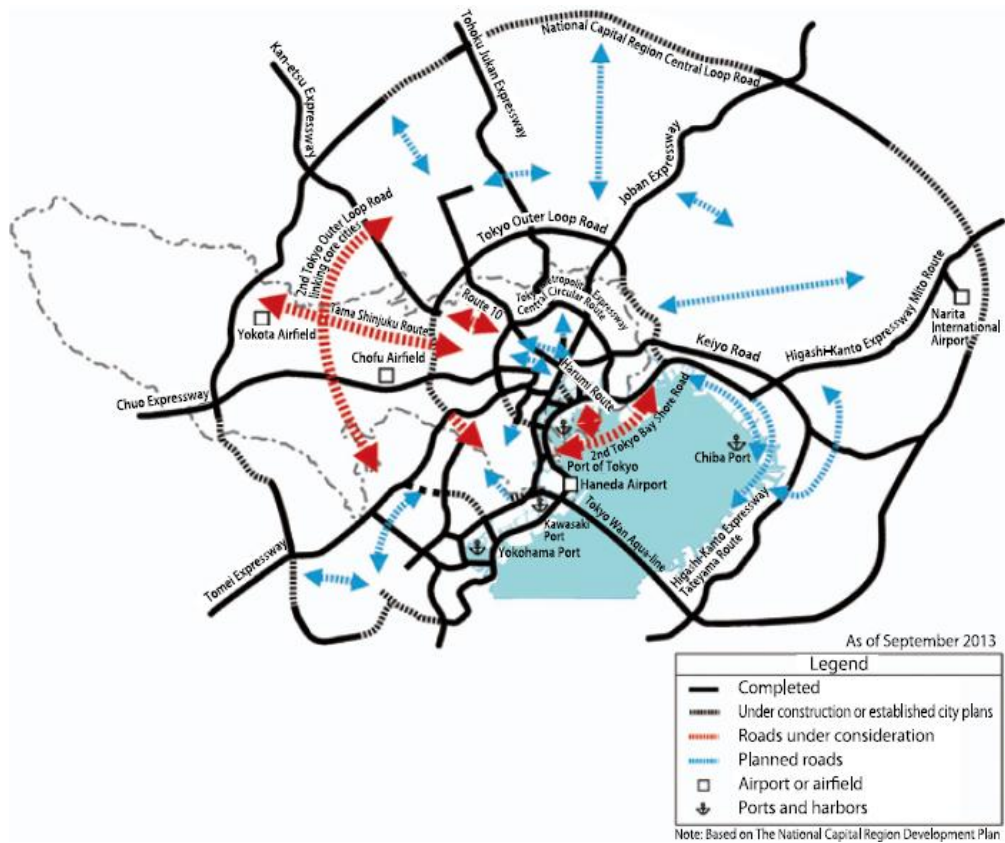 National Capital Region Central Loop Road
Tohoku Jukan Expressway
Kan-etsu Expressway
Joban Expressway
2nd Tokyo Outer Loop Road
linking core cities
Tokyo Outer Loop Road
Tokyo Metropolitan Expressway
Central Circular Route
Route 10
Tama Shinjuku Route
Yokota Airfield
Chofu Airfield
Harumi Route
Keiyo Road
Higashi-Kanto Expressway Mito Route
Narita
International
Airport
Chuo Expressway
2nd Tokyo Bay Shore Road
Port of Tokyo
Chiba Port
Haneda Airport
Kawasaki
Port
Tokyo Wan Aqua-line
Yokohama Port
Higashi-Kanto Expressway
Tateyama Route
Tomei Expressway
As of September 2013
Legend
Completed
Under construction or established city plans
Roads under consideration
Planned roads
Airport or airfield
Ports and harbors
Note: Based on The National Capital Region Development Plan